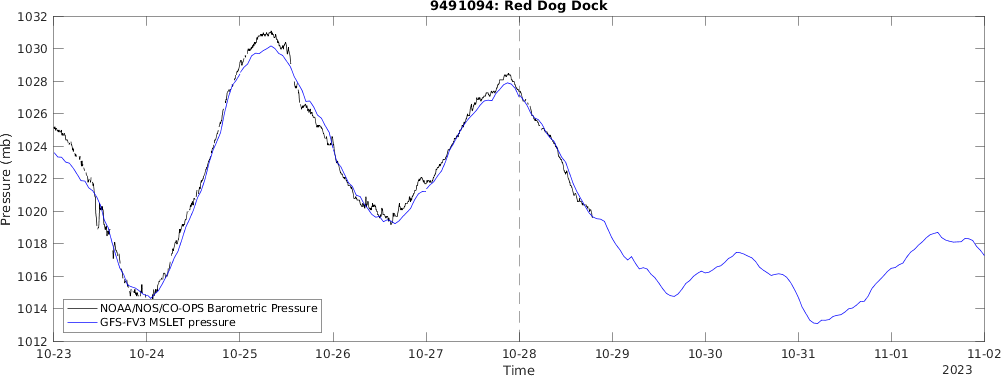 9491094: Red Dog Dock
1032
1030
1028
1026
1024
1022
1020
1018
1016
1014
1012
Pressure (mb)
NOAA/NOS/CO-OPS Barometric Pressure
GFS-FV3 MSLET pressure
10-23 10-24 10-25 10-26 10-27 10-28 10-29 10-30 10-31 11-01 11-02
Time
2023